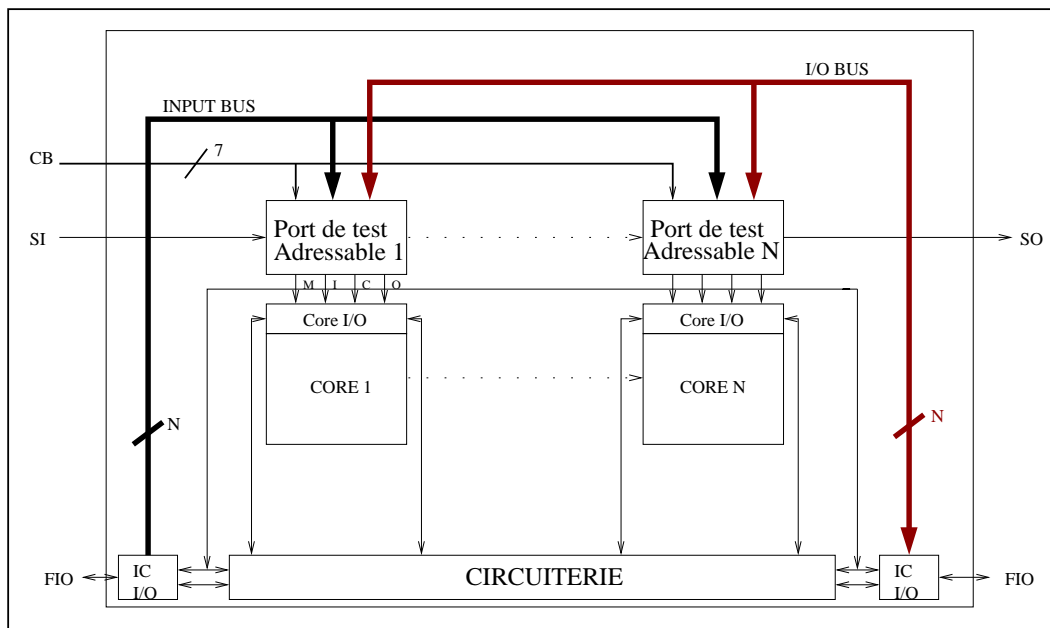 I/O BUS
INPUT BUS
7
CB
Port de test
Adressable 1
Port de test
Adressable N
SI
SO
M I C O
Core I/O
Core I/O
CORE 1
CORE N
N
N
IC
I/O
CIRCUITERIE
IC
I/O
FIO
FIO